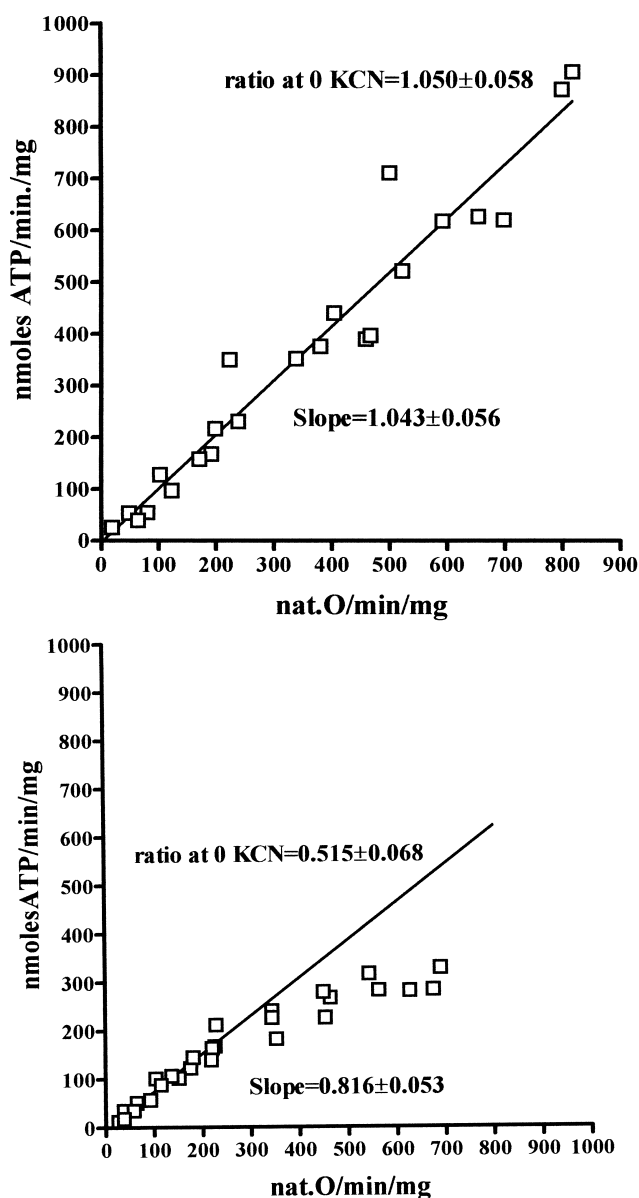 1000
ratio at 0 KCN=1.050±0.058
900
800
700
600
500
400
Slope=1.043±0.056
300
200
100
0
nmoles ATP/min./mg
0 100 200 300 400 500 600 700 800 900
nat.O/min/mg
1000
900
800
700
600
ratio at 0 KCN=0.515±0.068
500
400
300
200
Slope=0.816±0.053
100
0
nmolesATP/min/mg
0 100 200 300 400 500 600 700 800 900 1000
nat.O/min/mg